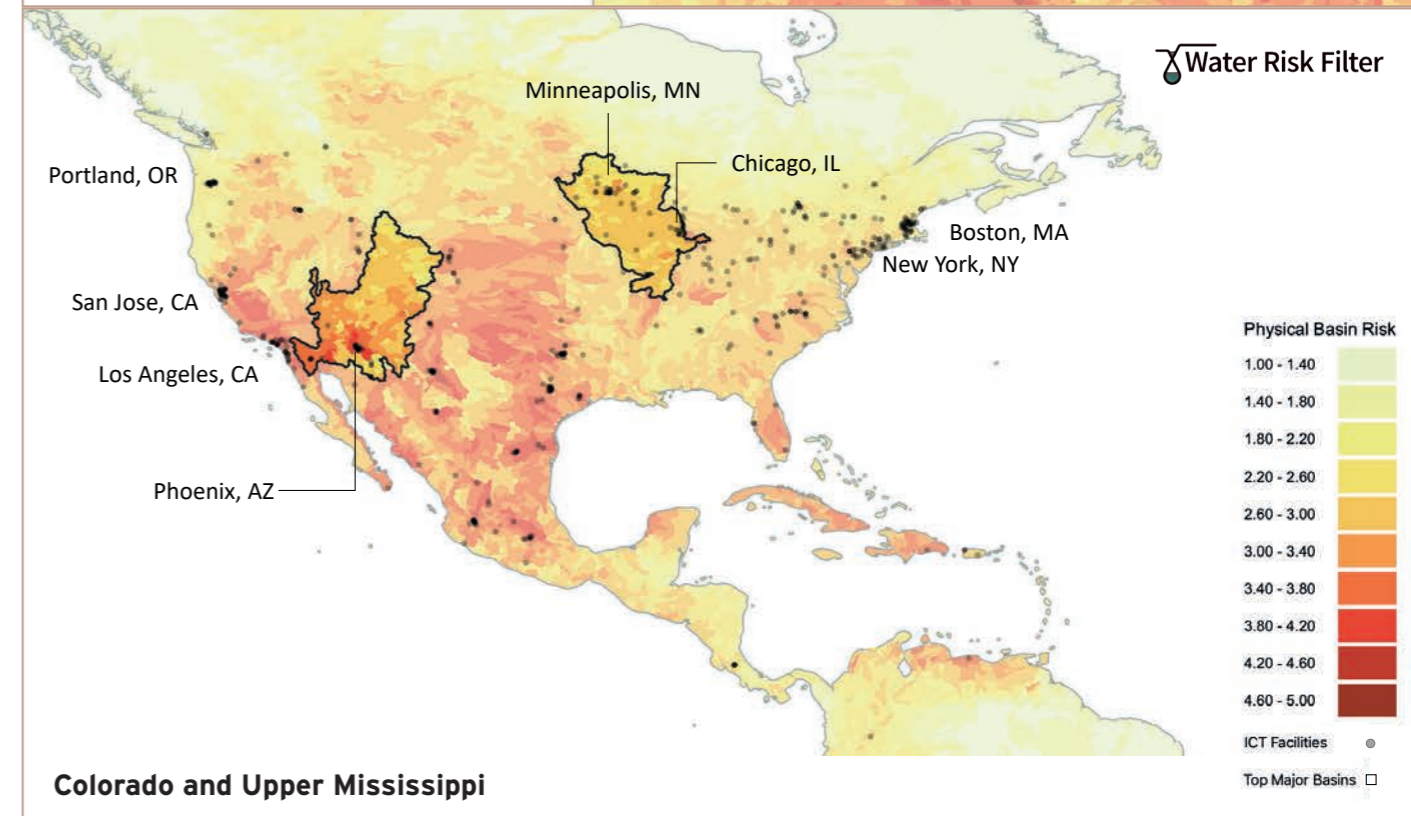 Water Risk Filter
Minneapolis, MN
Chicago, IL
Portland, OR
Boston, MA
New York, NY
San Jose, CA
Los Angeles, CA
Phoenix, AZ
Physical Basin Risk
1.00 - 1.40
1.40 - 1.80
1.80 - 2.20
2.20 - 2.60
2.60 - 3.00
3.00 - 3.40
3.40 - 3.80
3.80 - 4.20
4.20 - 4.60
4.60 - 5.00
ICT Facilities
Top Major Basins
Colorado and Upper Mississippi